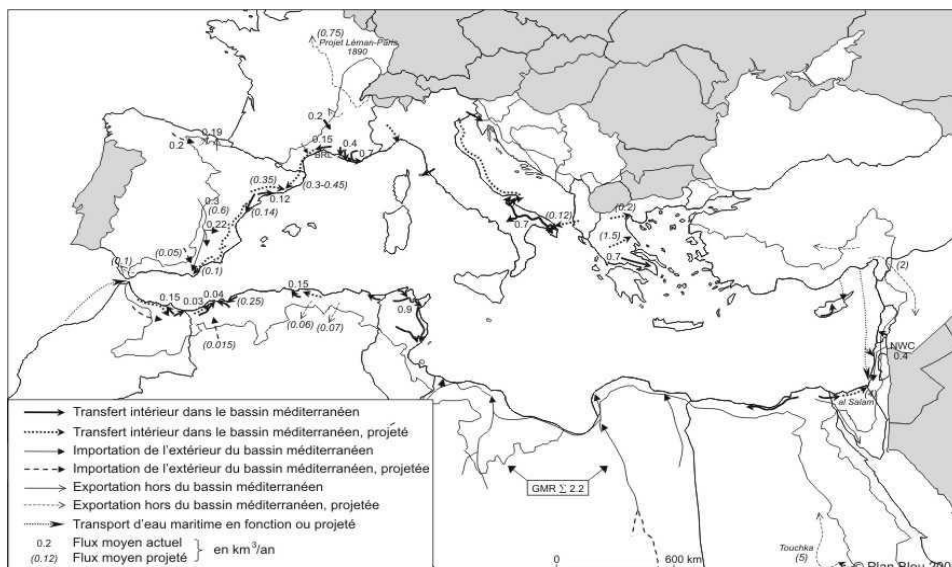 (0,75)
Projet Léman-Paris
1890
0.2
0.19
0.2
0.15
0.4
BRL
0.7
(0.35)
(0.3-0.45)
0.12
(0.14)
0.3
(0.6)
0.22
(0.05)
(0.1)
(0.1)
(0.12)
0.7
(0.2)
(1.5)
0.7
(2)
0.15
0.03
0.04
(0.25)
0.15
(0.06)
(0.07)
(0.015)
0.9
NWC
0.4
al Salam
GMR Σ 2.2
Touchka
(5)
Transfert intérieur dans le bassin méditerranéen
Transfert intérieur dans le bassin méditerranéen, projeté
Importation de l'extérieur du bassin méditerranéen
Importation de l'extérieur du bassin méditerranéen, projetée
Exportation hors du bassin méditerranéen
Exportation hors du bassin méditerranéen, projetée
Transport d'eau maritime en fonction ou projeté
0.2 Flux moyen actuel
(0.12) Flux moyen projeté
en km³/an
0 600 km
© Plan Bleu